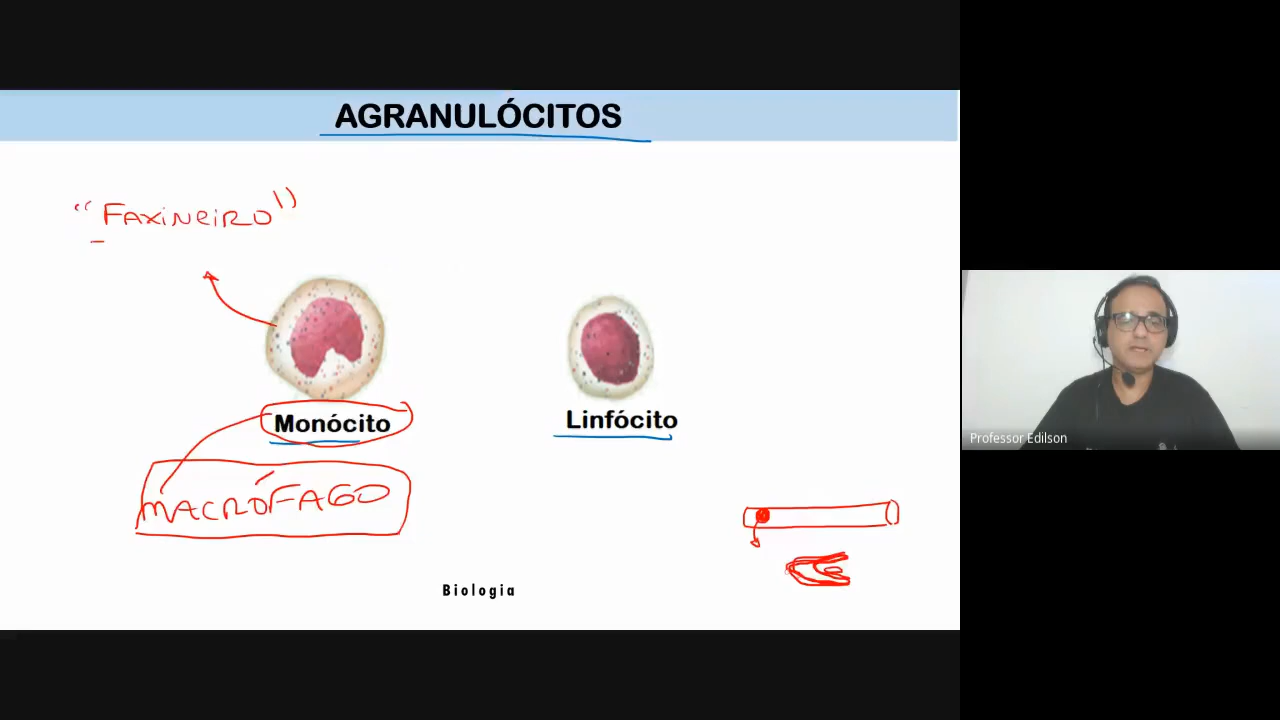 AGRANULÓCITOS
"FAXINEIRO"
Monócito
Linfócito
MACRÓFAGO
Biologia
Professor Edilson